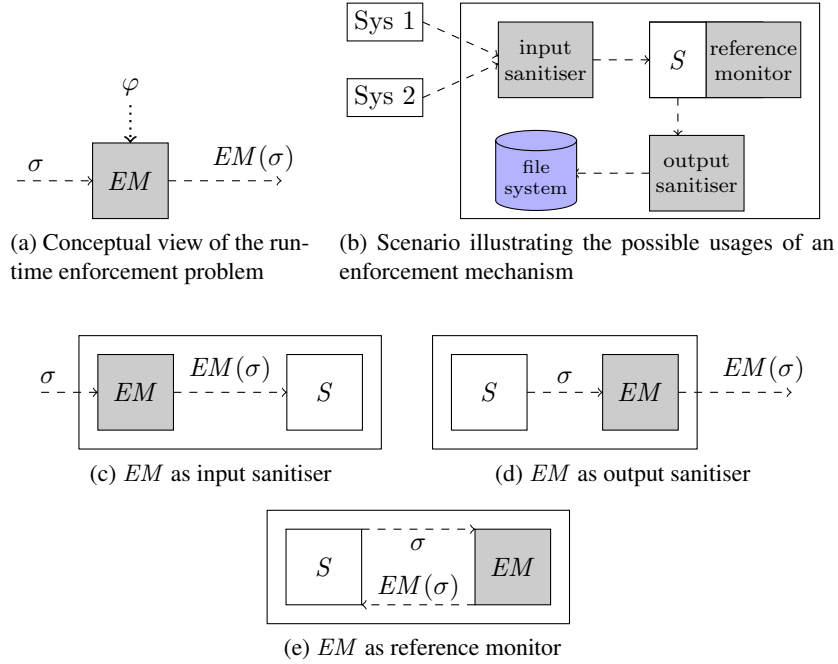 φ
σ
EM
EM(σ)
(a) Conceptual view of the run-
time enforcement problem
Sys 1
Sys 2
input
sanitiser
S
reference
monitor
file
system
output
sanitiser
(b) Scenario illustrating the possible usages of an
enforcement mechanism
σ
EM
EM(σ)
S
(c) EM as input sanitiser
S
σ
EM
EM(σ)
(d) EM as output sanitiser
S
σ
EM(σ)
EM
(e) EM as reference monitor